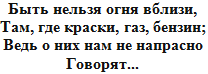 Быть нельзя огня вблизи,
Там, где краски, газ, бензин;
Ведь о них нам не напрасно
Говорят...